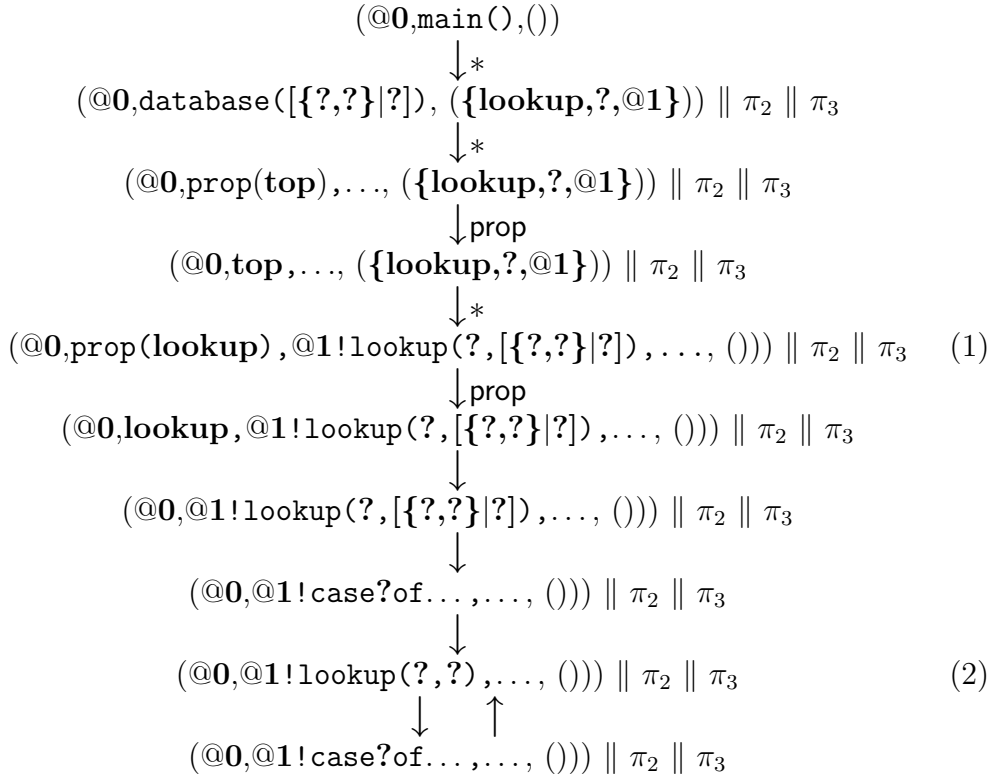 (@0,main(),())
↓*
(@0,database([{?,?}|?]), ({lookup,?,@1})) ∥ π₂ ∥ π₃
↓*
(@0,prop(top),..., ({lookup,?,@1})) ∥ π₂ ∥ π₃
↓prop
(@0,top,..., ({lookup,?,@1})) ∥ π₂ ∥ π₃
↓*
(@0,prop(lookup),@1!lookup(?,[{?,?}|?]),..., ())) ∥ π₂ ∥ π₃ (1)
↓prop
(@0,lookup,@1!lookup(?,[{?,?}|?]),..., ())) ∥ π₂ ∥ π₃
↓
(@0,@1!lookup(?,[{?,?}|?]),..., ())) ∥ π₂ ∥ π₃
↓
(@0,@1!case?of...,..., ())) ∥ π₂ ∥ π₃
↓
(@0,@1!lookup(?,?),..., ())) ∥ π₂ ∥ π₃ (2)
↓ ↑
(@0,@1!case?of...,..., ())) ∥ π₂ ∥ π₃